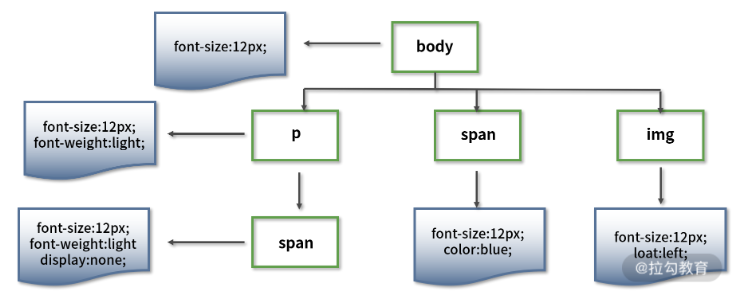 font-size:12px;
body
font-size:12px;
font-weight:light;
p
span
img
font-size:12px;
font-weight:light
display:none;
span
font-size:12px;
color:blue;
font-size:12px;
loat:left;
@拉勾教育